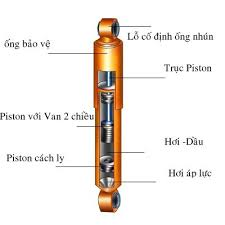 Lỗ cố định ống nhún
ống bảo vệ
Trục Piston
Piston với Van 2 chiều
Hơi -Dầu
Piston cách ly
Hơi áp lực